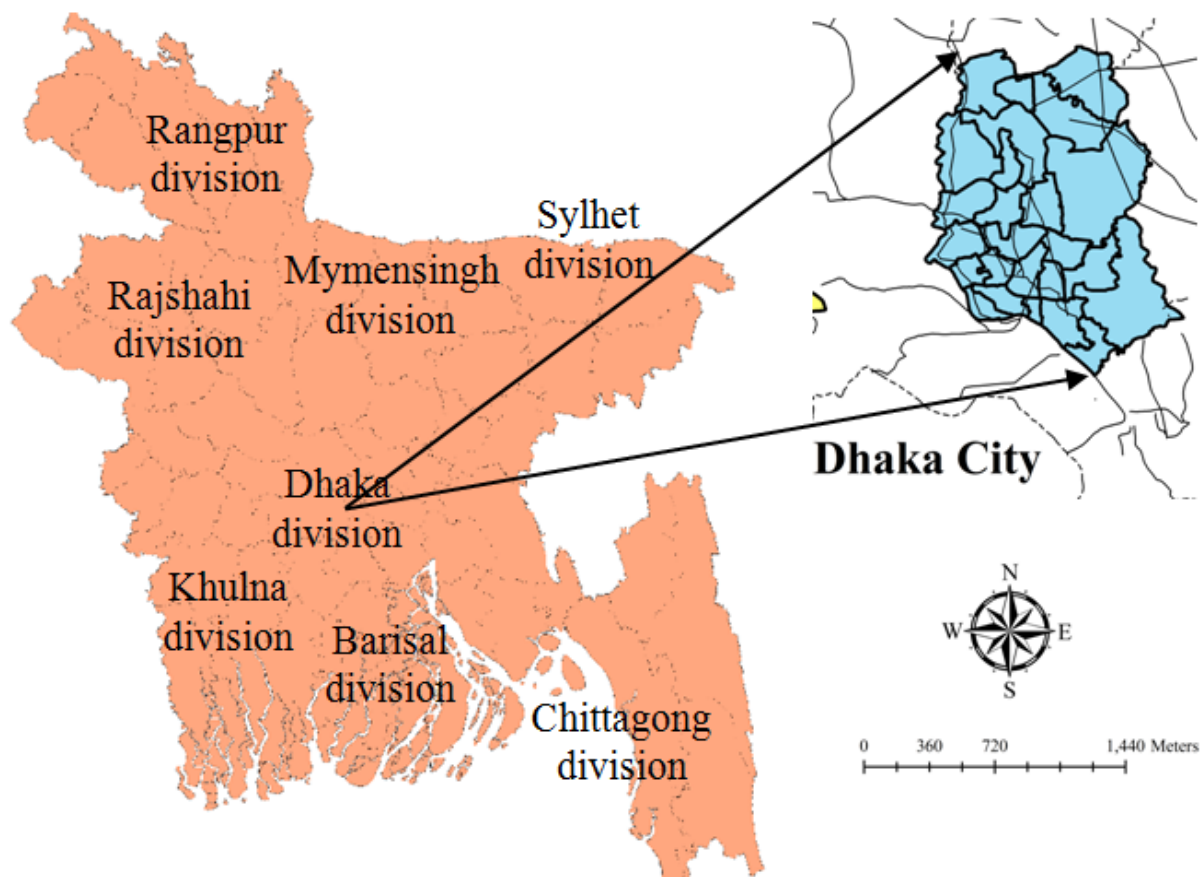 Rangpur
division
Sylhet
division
Mymensingh
division
Rajshahi
division
Dhaka City
Dhaka
division
Khulna
division
Barisal
division
Chittagong
division
N
W E
S
0 360 720 1,440 Meters